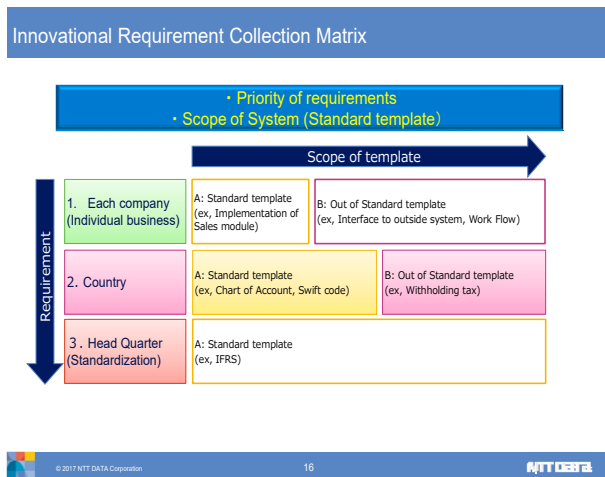 Innovational Requirement Collection Matrix
・Priority of requirements
・Scope of System (Standard template）
Scope of template
Requirement
1. Each company
(Individual business)
A: Standard template
(ex, Implementation of
Sales module)
B: Out of Standard template
(ex, Interface to outside system, Work Flow)
2. Country
A: Standard template
(ex, Chart of Account, Swift code)
B: Out of Standard template
(ex, Withholding tax)
３. Head Quarter
(Standardization)
A: Standard template
(ex, IFRS)
© 2017 NTT DATA Corporation
16
NTT DATA